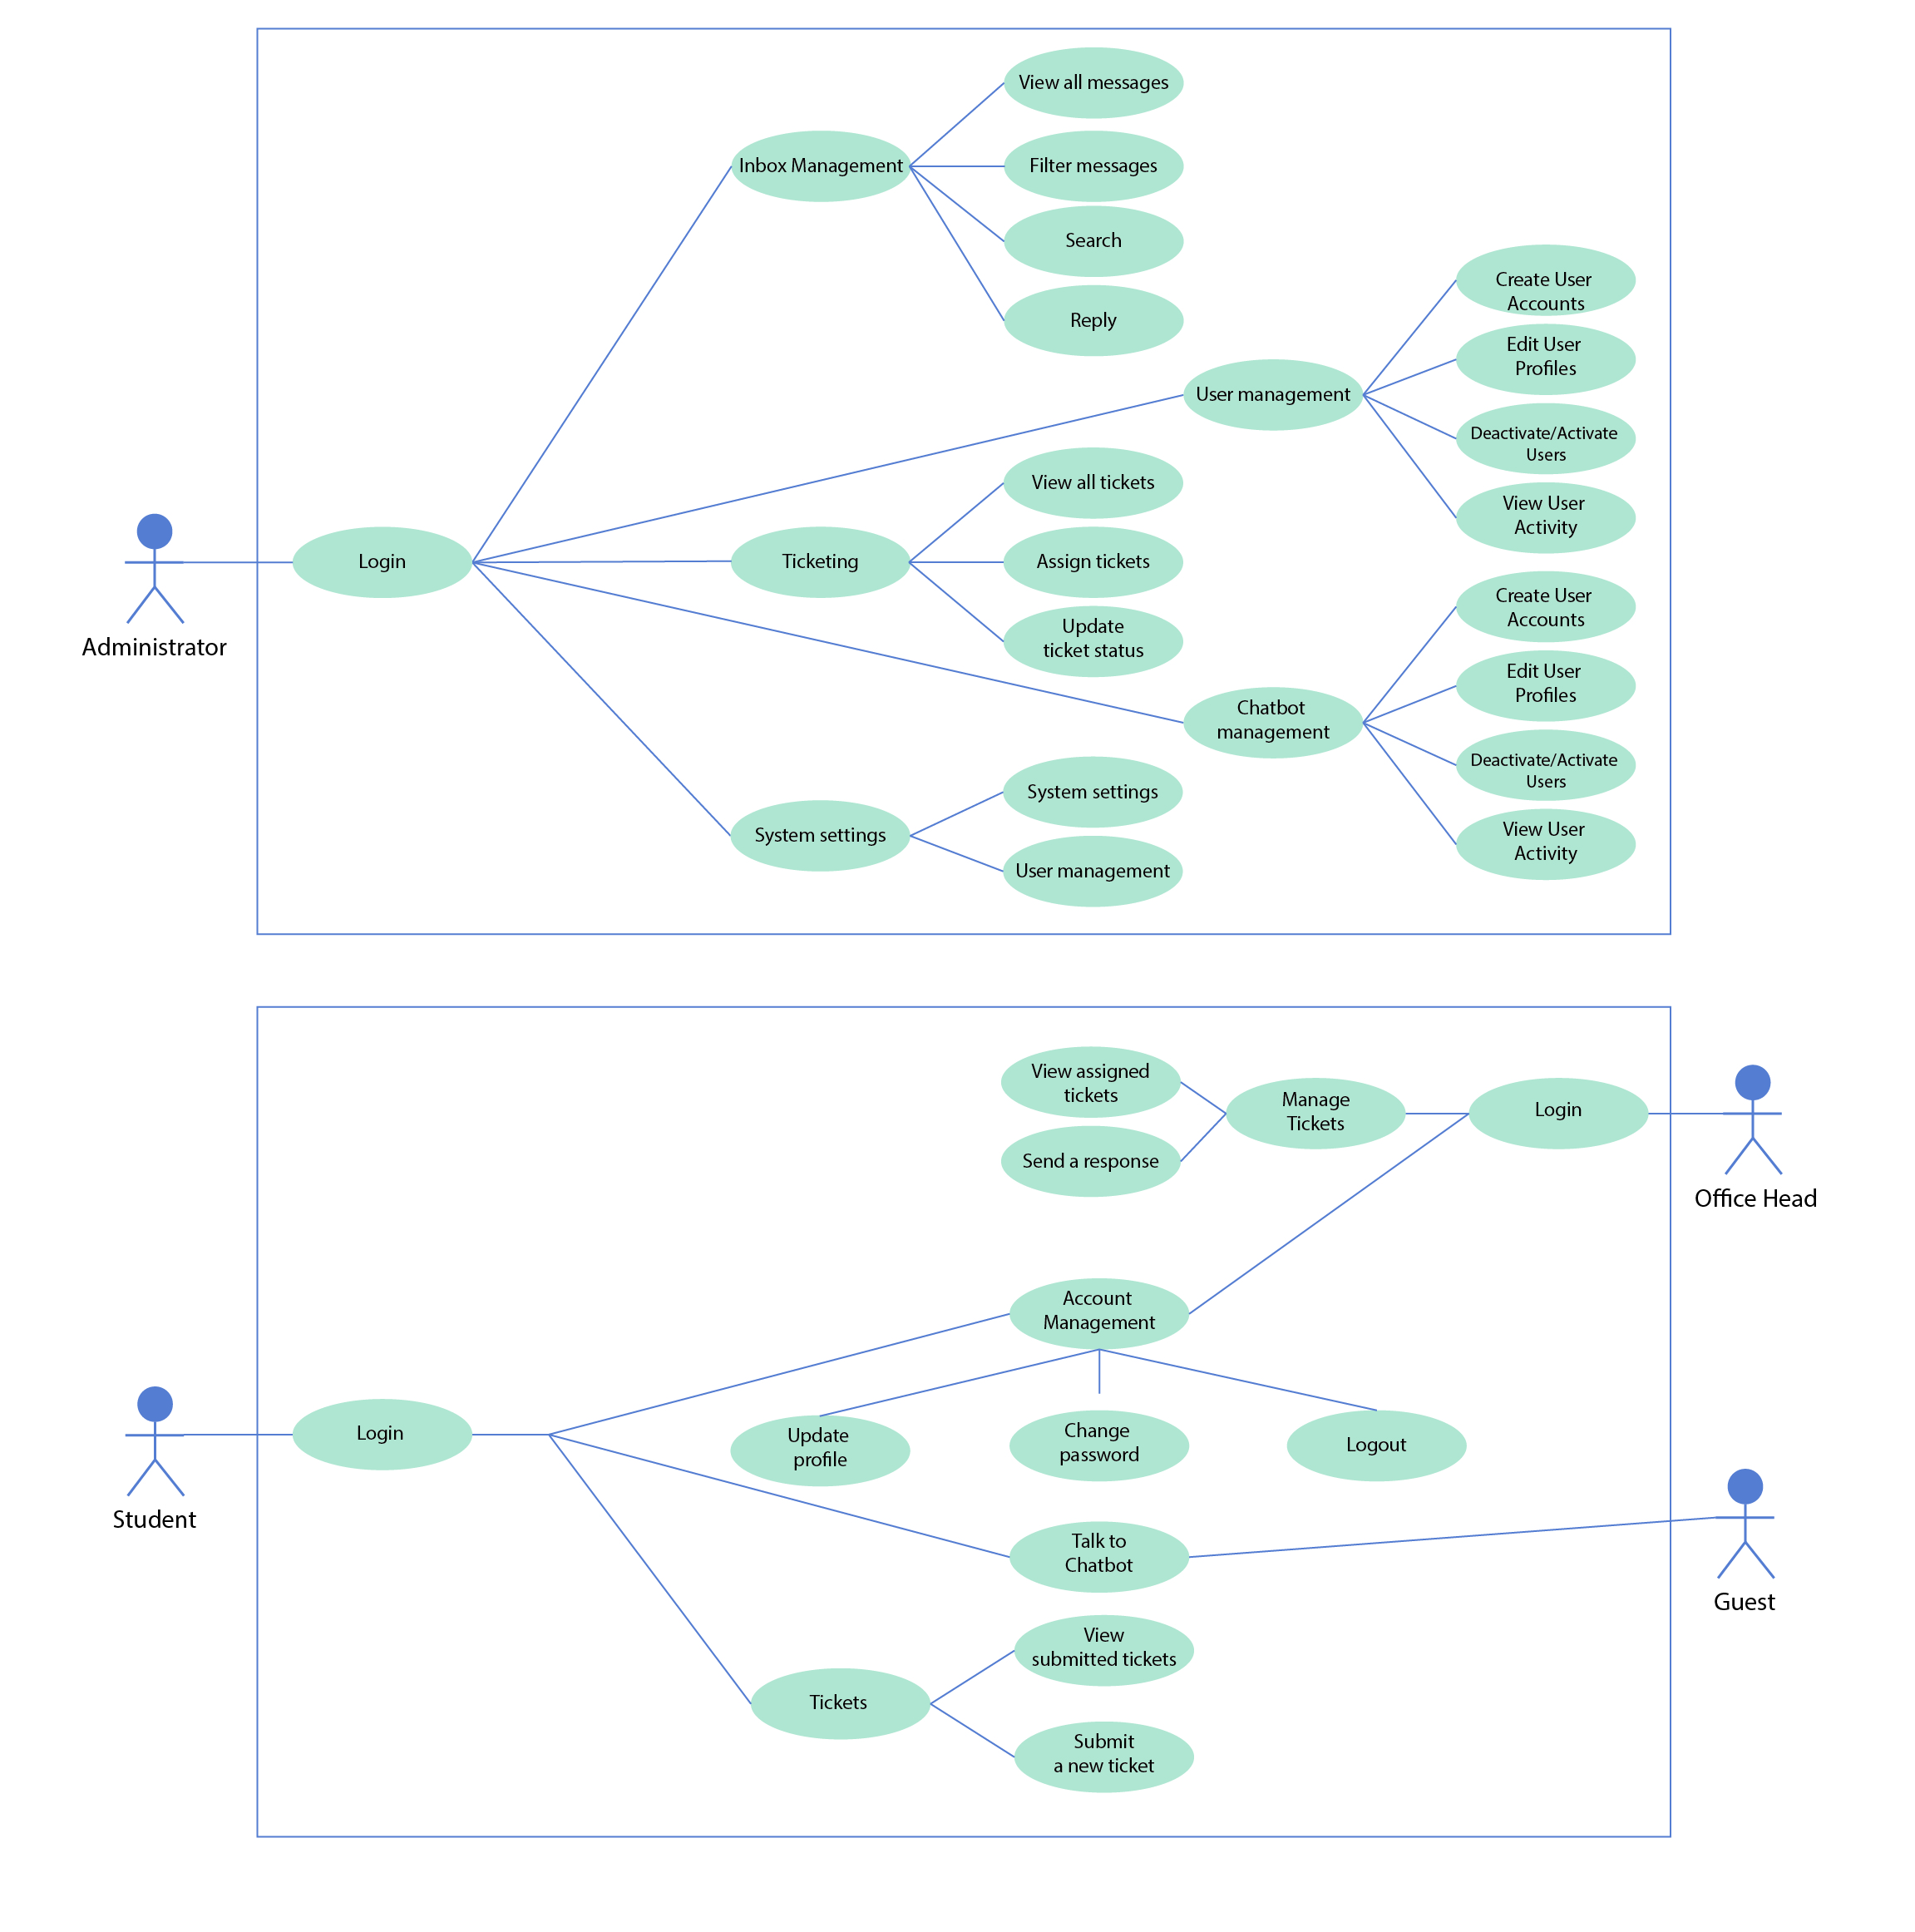 View all messages
Inbox Management
Filter messages
Search
Reply
Create User
Accounts
Edit User
Profiles
User management
Deactivate/Activate
Users
View User
Activity
View all tickets
Login
Ticketing
Assign tickets
Update
ticket status
Administrator
Create User
Accounts
Edit User
Profiles
Chatbot
management
Deactivate/Activate
Users
View User
Activity
System settings
System settings
User management
View assigned
tickets
Manage
Tickets
Login
Send a response
Office Head
Account
Management
Login
Student
Update
profile
Change
password
Logout
Talk to
Chatbot
Guest
View
submitted tickets
Tickets
Submit
a new ticket